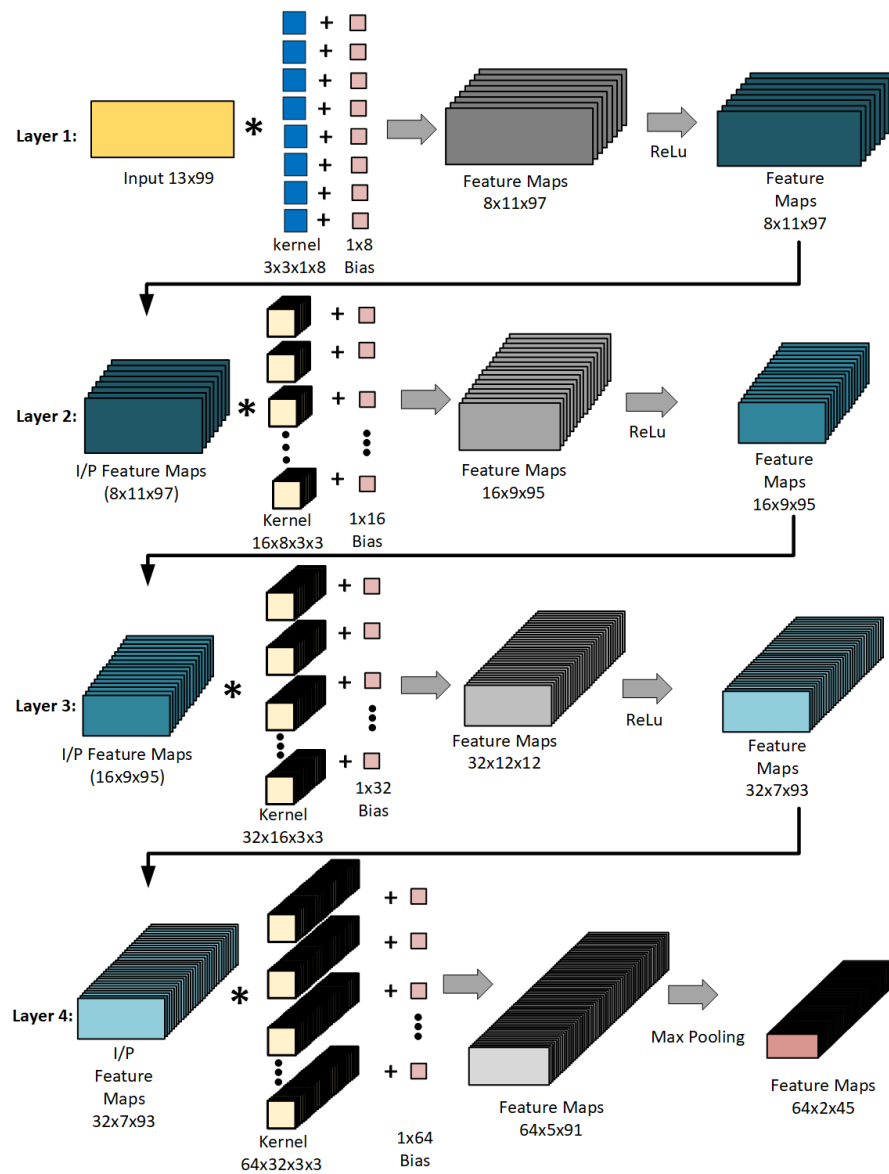 Layer 1:
Input 13x99
*
+
+
+
+
+
+
+
+
kernel
3x3x1x8
1x8
Bias
Feature Maps
8x11x97
ReLu
Feature
Maps
8x11x97
Layer 2:
I/P Feature Maps
(8x11x97)
*
+
+
+
+
Kernel
16x8x3x3
1x16
Bias
Feature Maps
16x9x95
ReLu
Feature
Maps
16x9x95
Layer 3:
I/P Feature Maps
(16x9x95)
*
+
+
+
+
Kernel
32x16x3x3
1x32
Bias
Feature Maps
32x12x12
ReLu
Feature
Maps
32x7x93
Layer 4:
I/P
Feature
Maps
32x7x93
*
+
+
+
+
Kernel
64x32x3x3
1x64
Bias
Feature Maps
64x5x91
Max Pooling
Feature Maps
64x2x45